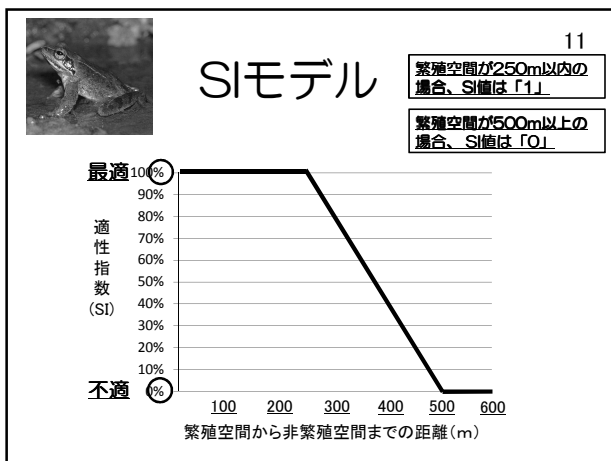 11
SIモデル
繁殖空間が250m以内の
場合、SI値は「1」
繁殖空間が500m以上の
場合、SI値は「0」
最適
100%
90%
80%
70%
60%
50%
40%
30%
20%
10%
0%
不適
適性指数
(SI)
100 200 300 400 500 600
繁殖空間から非繁殖空間までの距離(m)